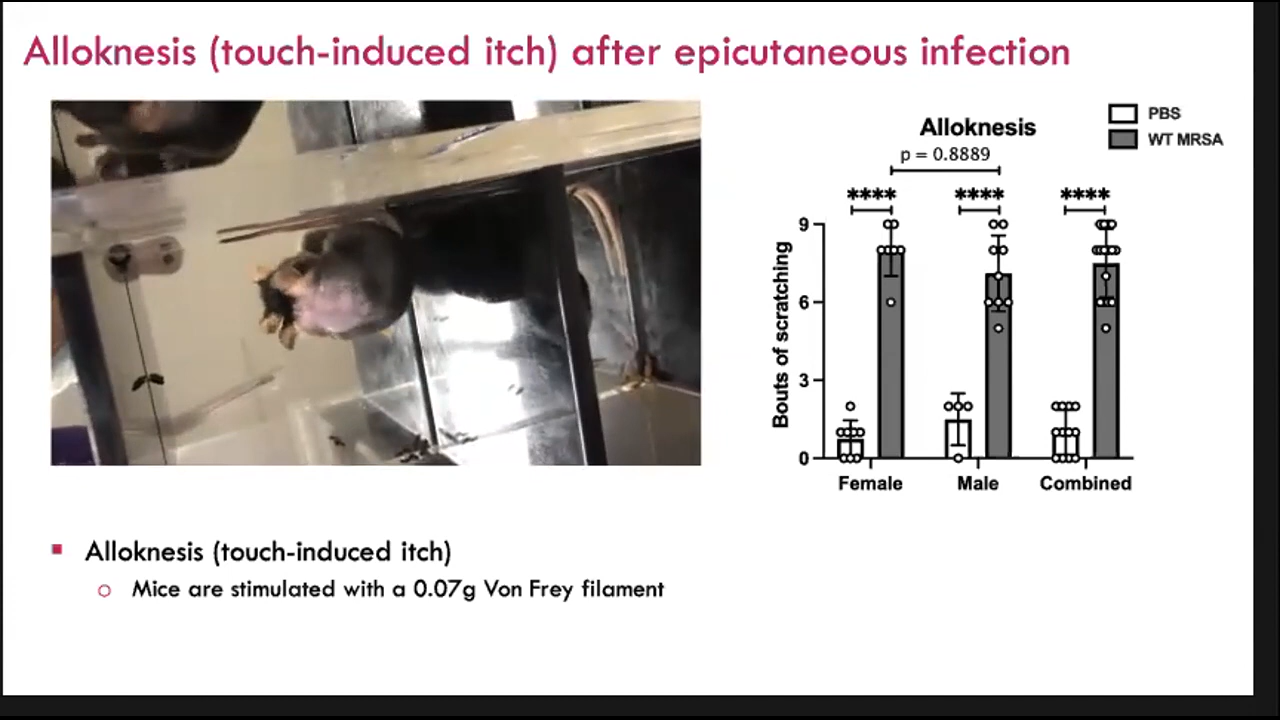 Alloknesis (touch-induced itch) after epicutaneous infection
PBS
WT MRSA
Alloknesis
p = 0.8889
**** **** ****
Bouts of scratching
9
6
3
0
Female Male Combined
Alloknesis (touch-induced itch)
Mice are stimulated with a 0.07g Von Frey filament